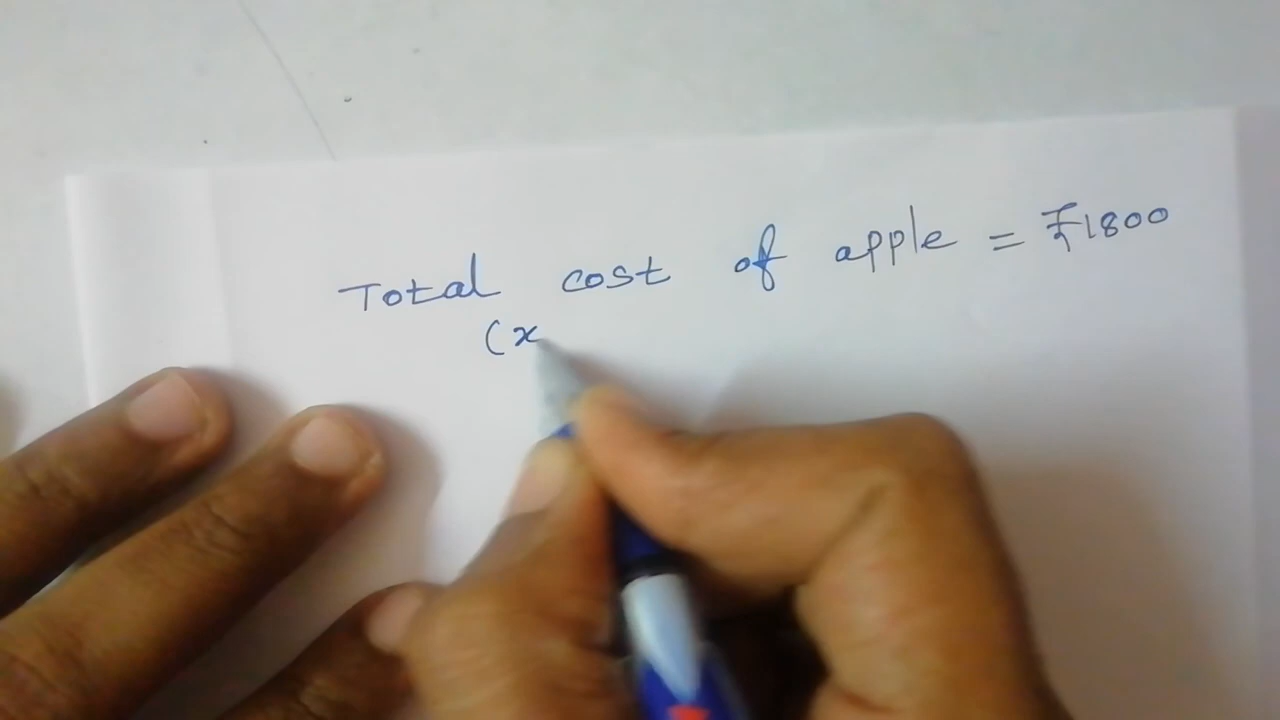 Total cost of apple = ₹1800
(x